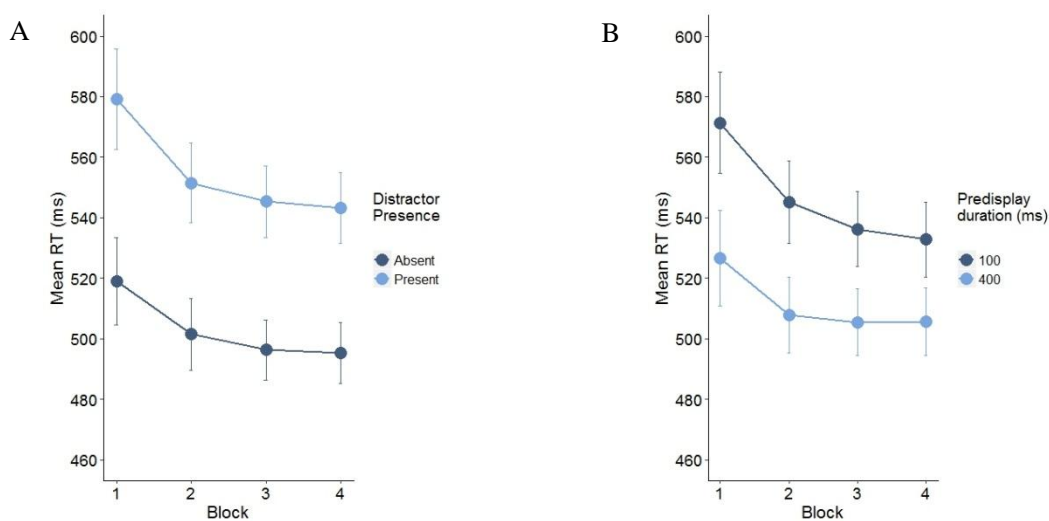 A
600
580
560
540
520
500
480
460
Mean RT (ms)
1 2 3 4
Block
Distractor
Presence
Absent
Present
B
600
580
560
540
520
500
480
460
Mean RT (ms)
1 2 3 4
Block
Predisplay
duration (ms)
100
400